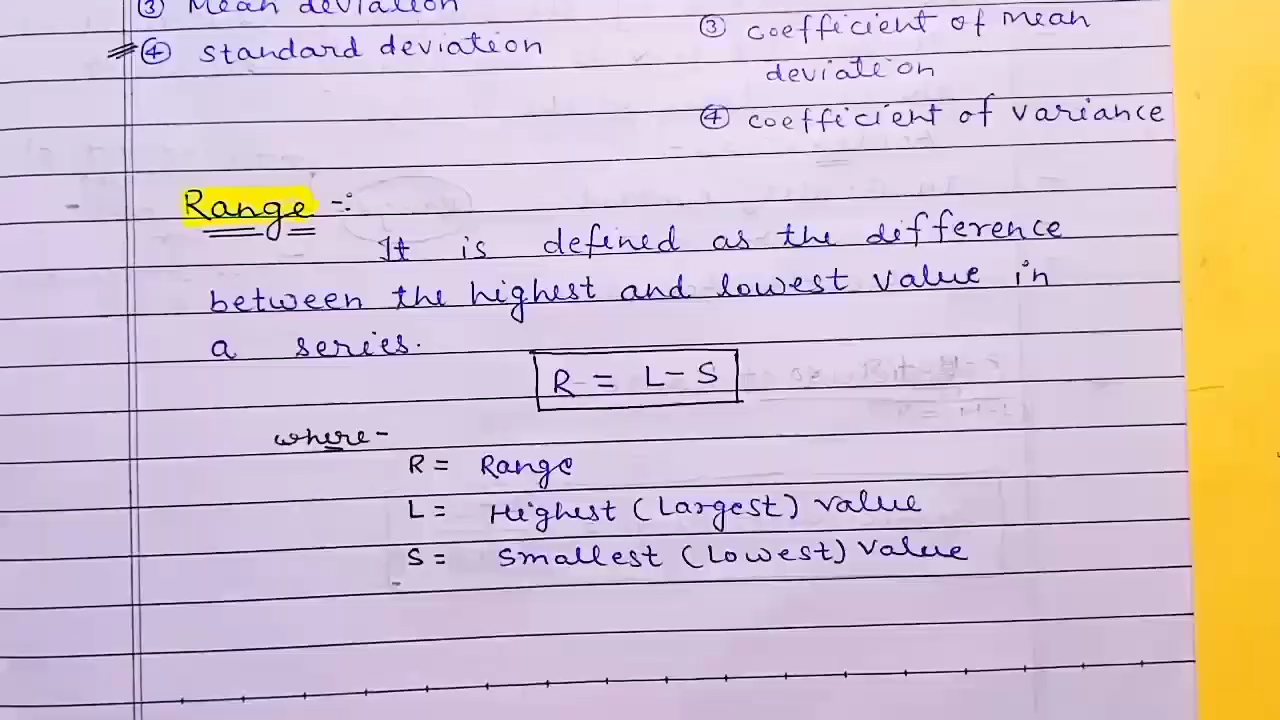 ③ Mean deviation
④ standard deviation
③ coefficient of mean
deviation
④ coefficient of variance
Range -:
It is defined as the difference
between the highest and lowest value in
a series.
R = L - S
where -
R = Range
L = Highest (Largest) value
S = Smallest (Lowest) value